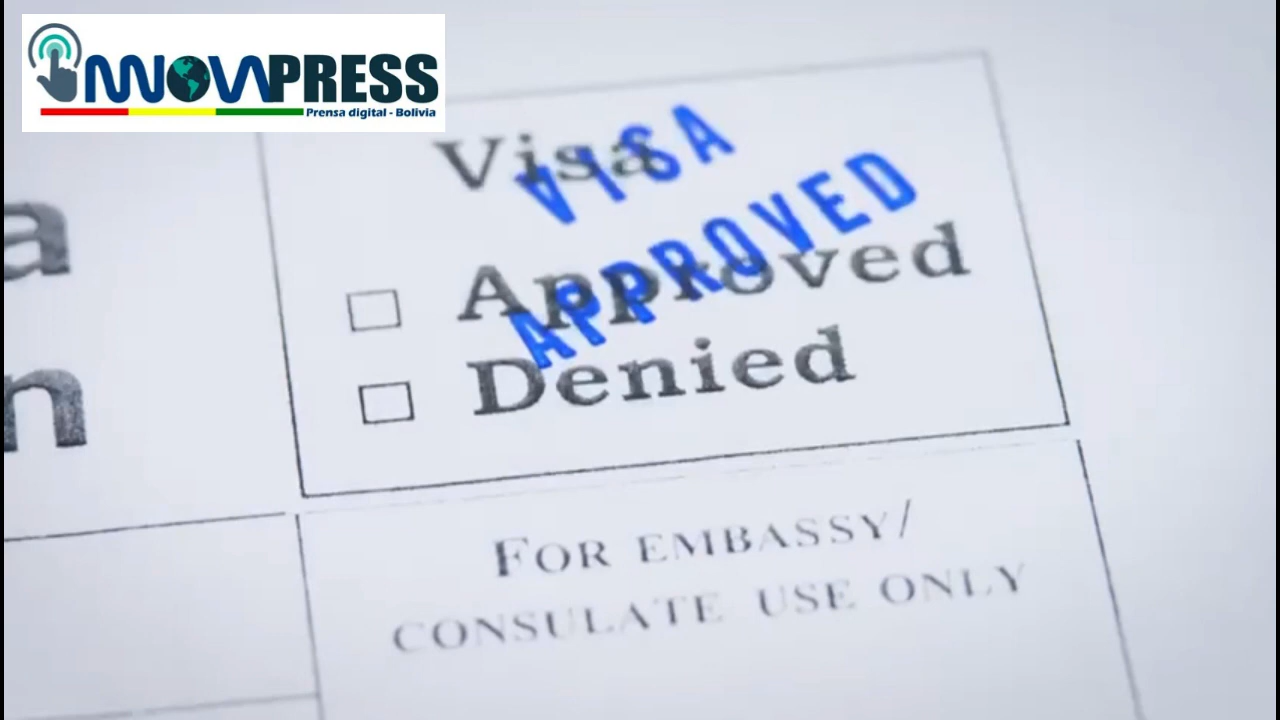 INNOVAPRESS
Prensa digital - Bolivia
Visa
VISA
APPROVED
Approved
Denied
a
n
FOR EMBASSY/
CONSULATE USE ONLY